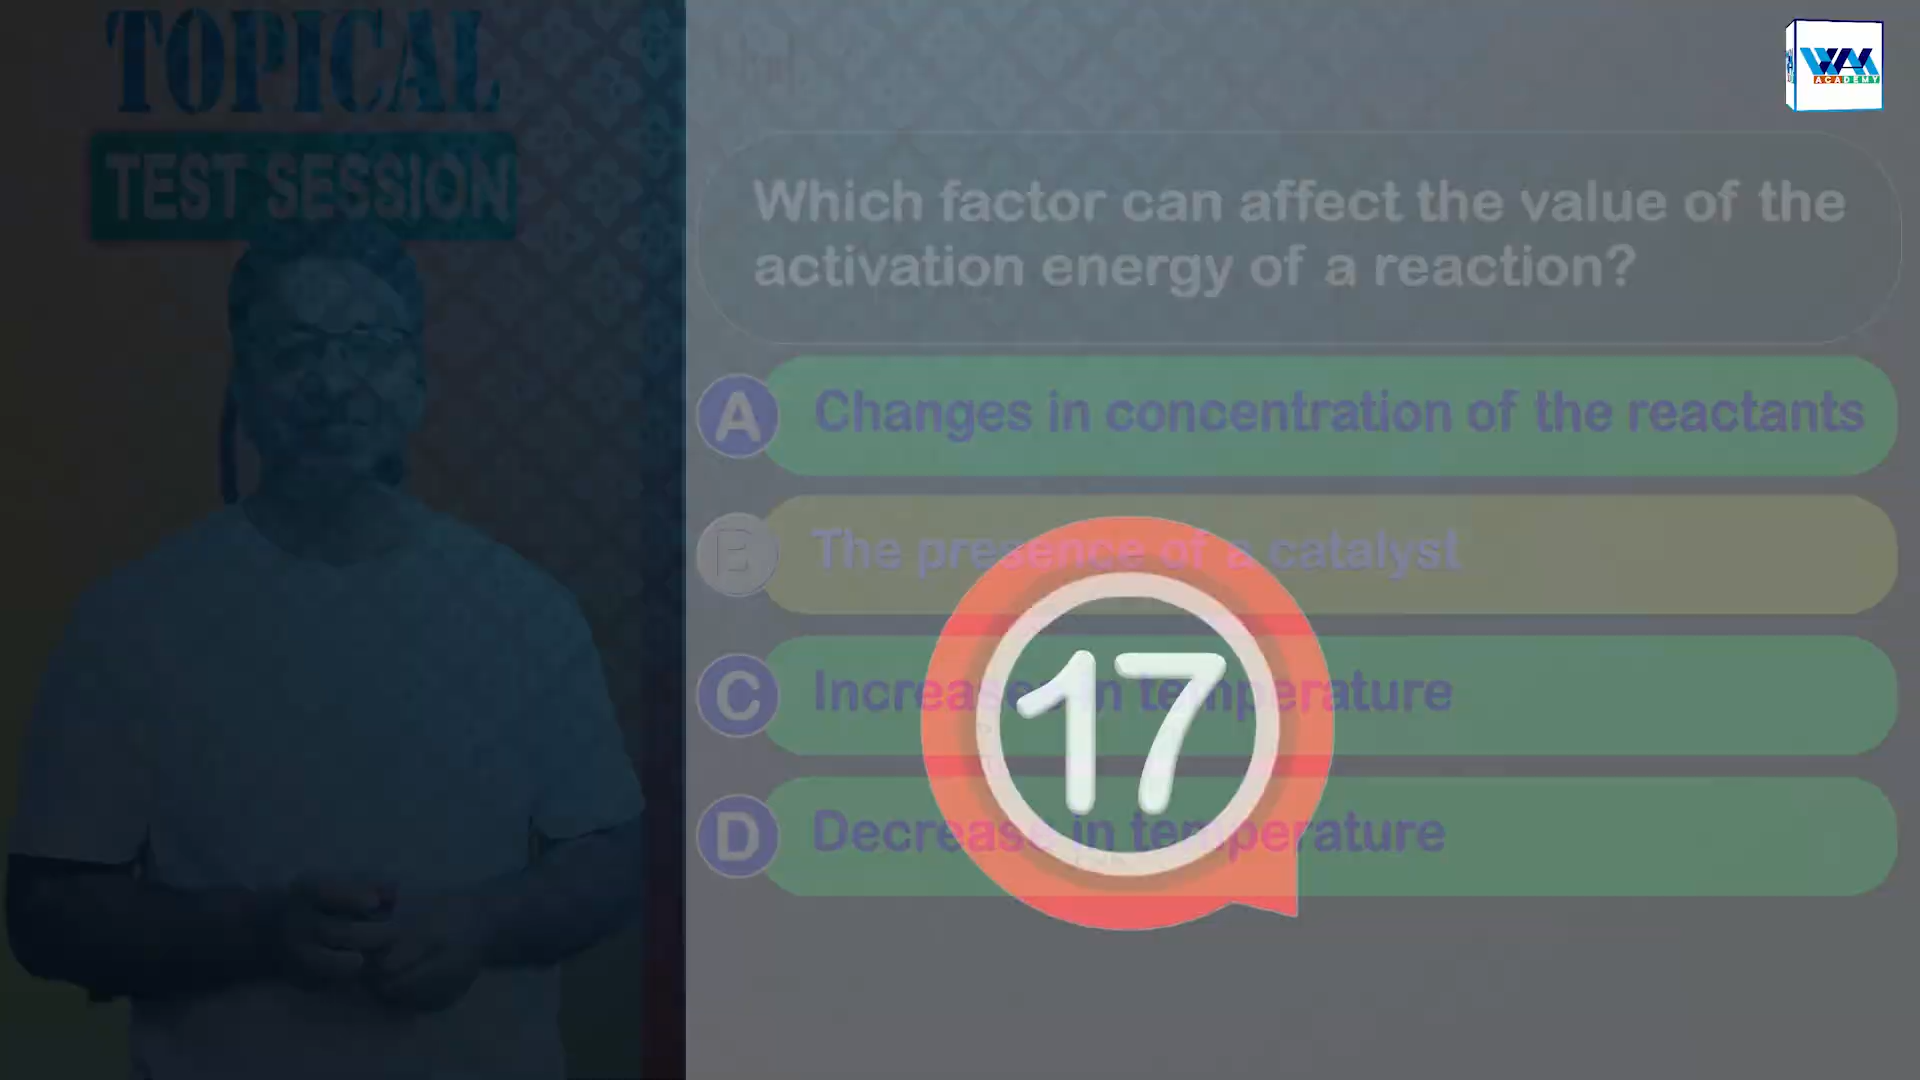 TOPICAL
TEST SESSION
WM
ACADEMY
Which factor can affect the value of the
activation energy of a reaction?
A Changes in concentration of the reactants
B The presence of a catalyst
C Increase in temperature
D Decrease in temperature
17